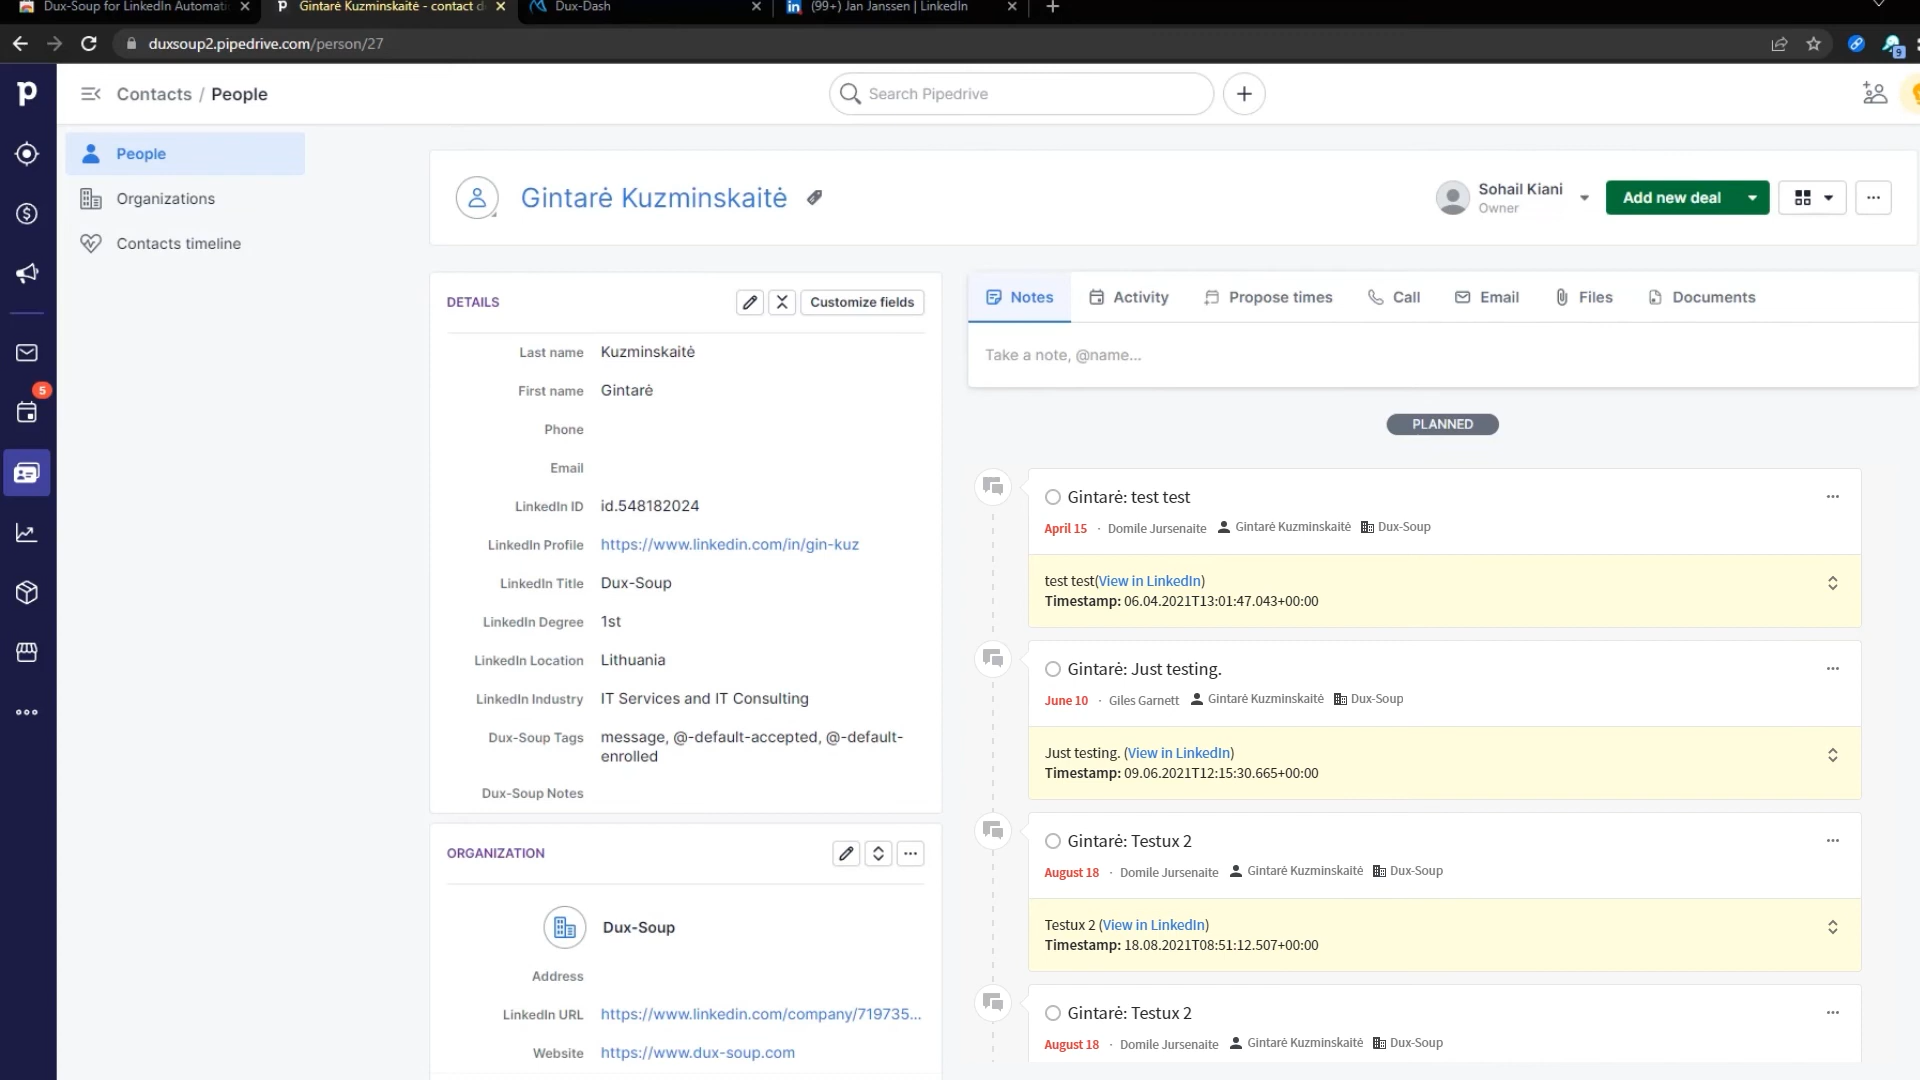 Dux-Soup for LinkedIn Automati
Gintarė Kuzminskaitė - contact d
Dux-Dash
(99+) Jan Janssen | LinkedIn
duxsoup2.pipedrive.com/person/27
9
Contacts / People
Search Pipedrive
People
Organizations
Contacts timeline
5
Gintarė Kuzminskaitė
Sohail Kiani
Owner
Add new deal
DETAILS
Customize fields
Last name Kuzminskaitė
First name Gintarė
Phone
Email
LinkedIn ID id.548182024
LinkedIn Profile https://www.linkedin.com/in/gin-kuz
LinkedIn Title Dux-Soup
LinkedIn Degree 1st
LinkedIn Location Lithuania
LinkedIn Industry IT Services and IT Consulting
Dux-Soup Tags message, @-default-accepted, @-default-
enrolled
Dux-Soup Notes
ORGANIZATION
Dux-Soup
Address
LinkedIn URL https://www.linkedin.com/company/719735...
Website https://www.dux-soup.com
Notes Activity Propose times Call Email Files Documents
Take a note, @name...
PLANNED
Gintarė: test test
April 15 · Domile Jursenaite Gintarė Kuzminskaitė Dux-Soup
test test(View in LinkedIn)
Timestamp: 06.04.2021T13:01:47.043+00:00
Gintarė: Just testing.
June 10 · Giles Garnett Gintarė Kuzminskaitė Dux-Soup
Just testing. (View in LinkedIn)
Timestamp: 09.06.2021T12:15:30.665+00:00
Gintarė: Testux 2
August 18 · Domile Jursenaite Gintarė Kuzminskaitė Dux-Soup
Testux 2 (View in LinkedIn)
Timestamp: 18.08.2021T08:51:12.507+00:00
Gintarė: Testux 2
August 18 · Domile Jursenaite Gintarė Kuzminskaitė Dux-Soup